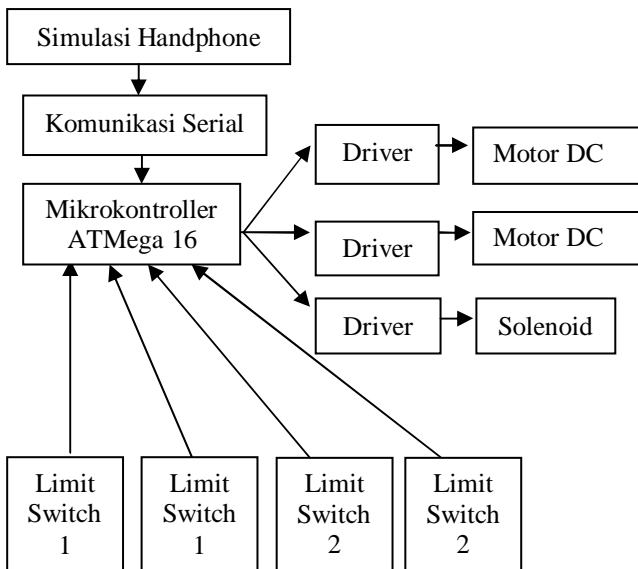 Simulasi Handphone
Komunikasi Serial
Mikrokontroller
ATMega 16
Driver
Motor DC
Driver
Motor DC
Driver
Solenoid
Limit
Switch
1
Limit
Switch
1
Limit
Switch
2
Limit
Switch
2